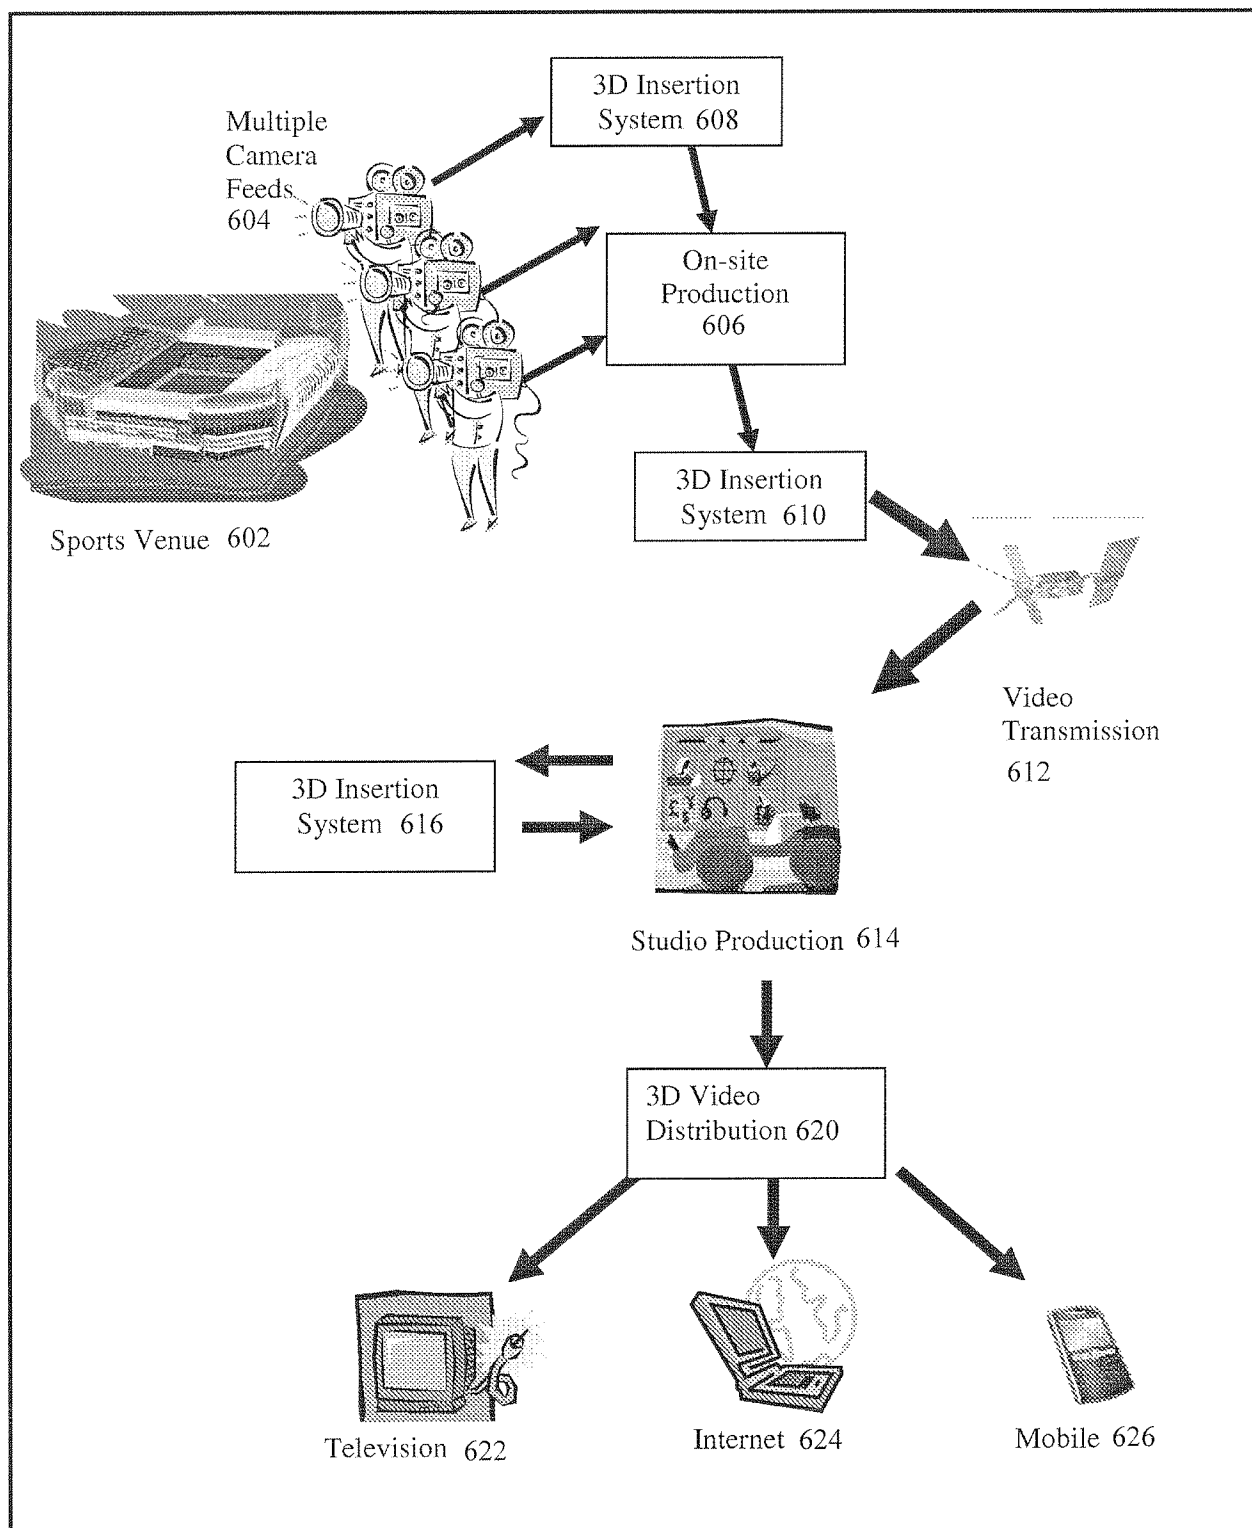 3D Insertion
System 608
Multiple
Camera
Feeds
604
On-site
Production
606
3D Insertion
System 610
Sports Venue 602
Video
Transmission
612
3D Insertion
System 616
Studio Production 614
3D Video
Distribution 620
Television 622
Internet 624
Mobile 626